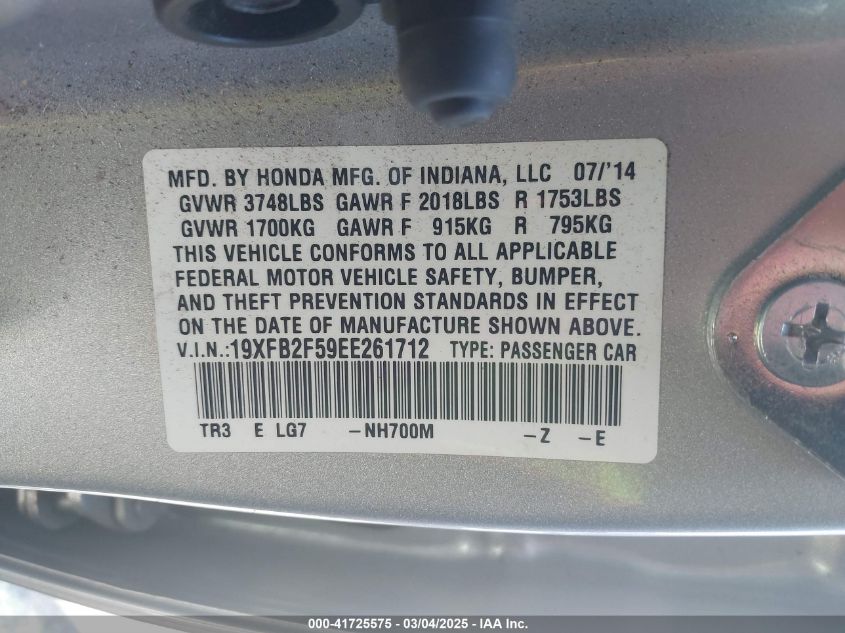 MFD. BY HONDA MFG. OF INDIANA, LLC 07/'14
GVWR 3748LBS GAWR F 2018LBS R 1753LBS
GVWR 1700KG GAWR F 915KG R 795KG
THIS VEHICLE CONFORMS TO ALL APPLICABLE
FEDERAL MOTOR VEHICLE SAFETY, BUMPER,
AND THEFT PREVENTION STANDARDS IN EFFECT
ON THE DATE OF MANUFACTURE SHOWN ABOVE.
V.I.N.:19XFB2F59EE261712 TYPE: PASSENGER CAR
TR3 E LG7 -NH700M -Z -E
000-41725575 - 03/04/2025 - IAA Inc.